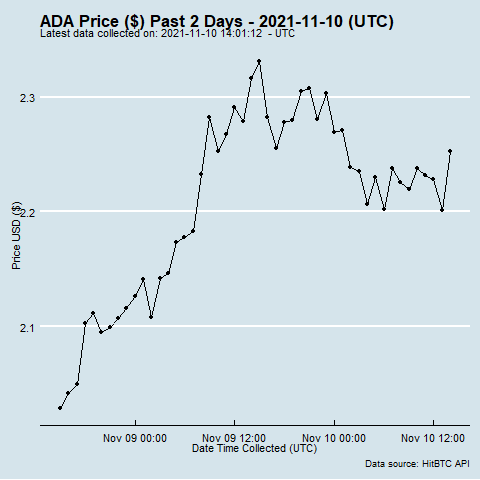 ADA Price ($) Past 2 Days - 2021-11-10 (UTC)
Latest data collected on: 2021-11-10 14:01:12 - UTC
2.3
2.2
2.1
Price USD ($)
Nov 09 00:00 Nov 09 12:00 Nov 10 00:00 Nov 10 12:00
Date Time Collected (UTC)
Data source: HitBTC API